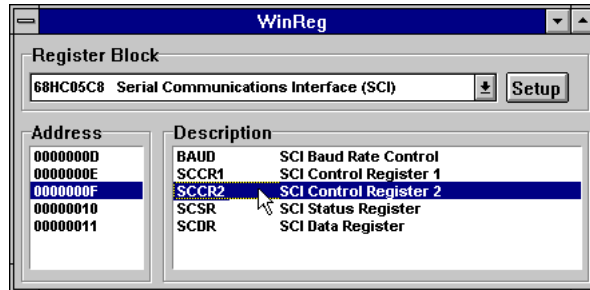 WinReg
Register Block
68HC05C8 Serial Communications Interface (SCI)
Setup
Address
Description
0000000D BAUD SCI Baud Rate Control
0000000E SCCR1 SCI Control Register 1
0000000F SCCR2 SCI Control Register 2
00000010 SCSR SCI Status Register
00000011 SCDR SCI Data Register